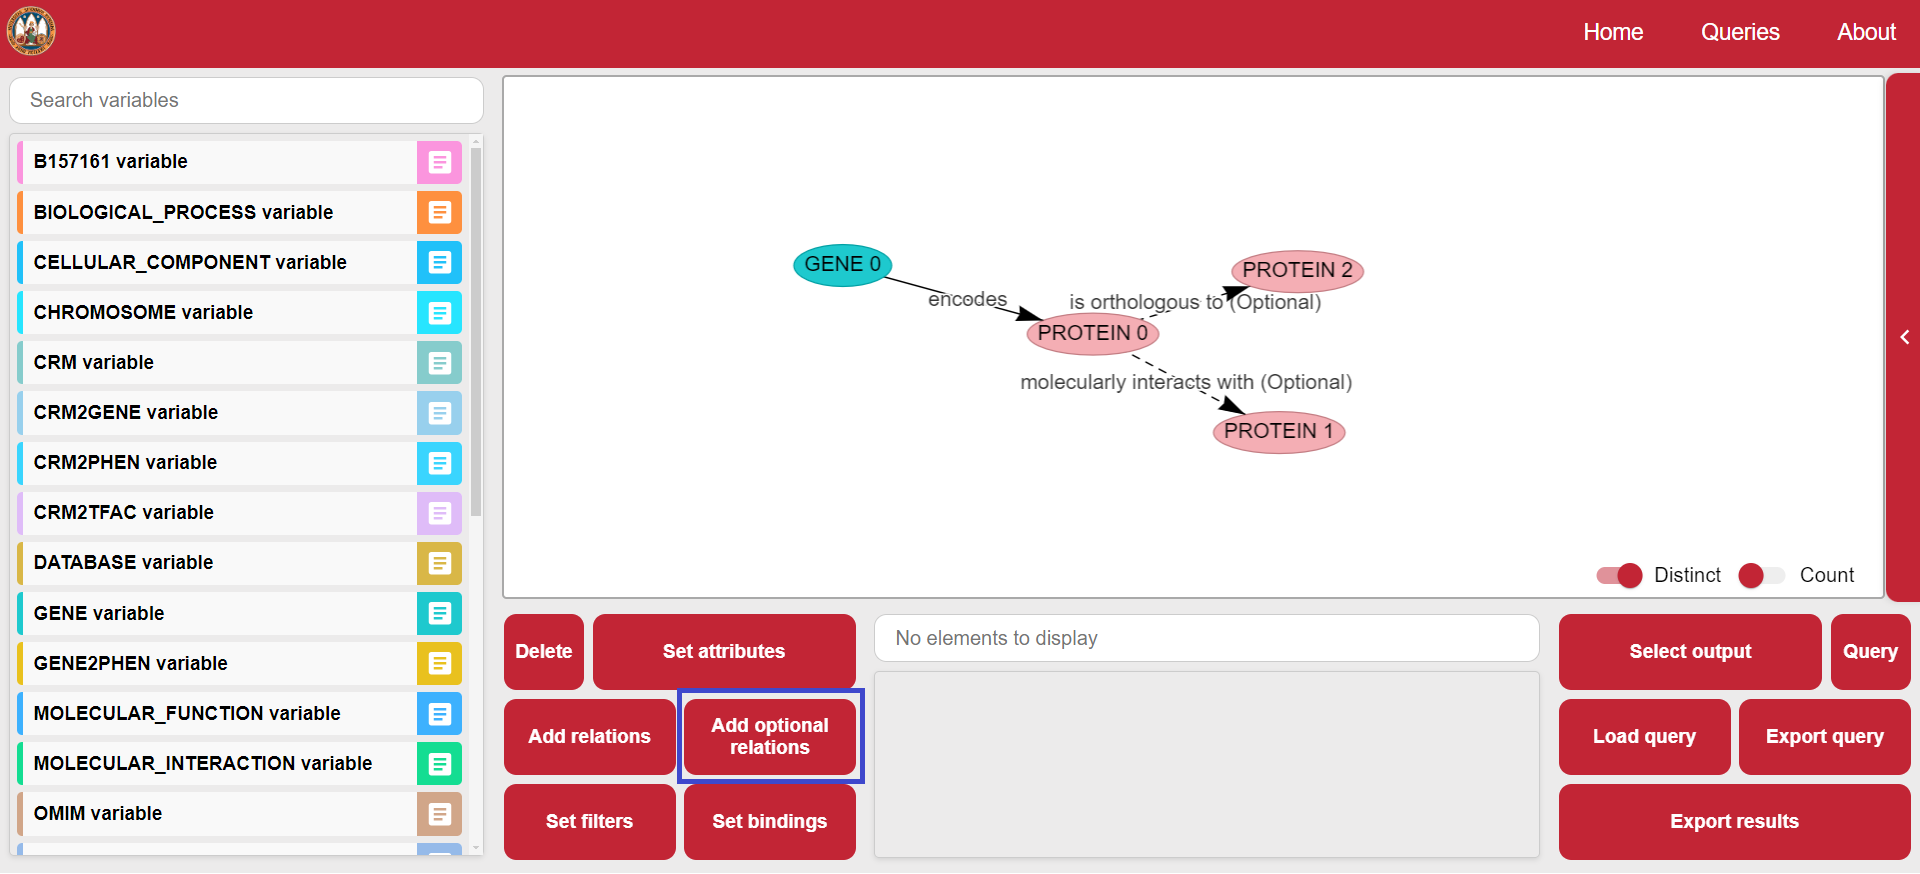 Home
Queries
About
Search variables
B157161 variable
BIOLOGICAL_PROCESS variable
CELLULAR_COMPONENT variable
CHROMOSOME variable
CRM variable
CRM2GENE variable
CRM2PHEN variable
CRM2TFAC variable
DATABASE variable
GENE variable
GENE2PHEN variable
MOLECULAR_FUNCTION variable
MOLECULAR_INTERACTION variable
OMIM variable
GENE 0
encodes
PROTEIN 2
is orthologous to (Optional)
PROTEIN 0
molecularly interacts with (Optional)
PROTEIN 1
Distinct
Count
Delete
Set attributes
Add relations
Add optional
relations
Set filters
Set bindings
No elements to display
Select output
Query
Load query
Export query
Export results